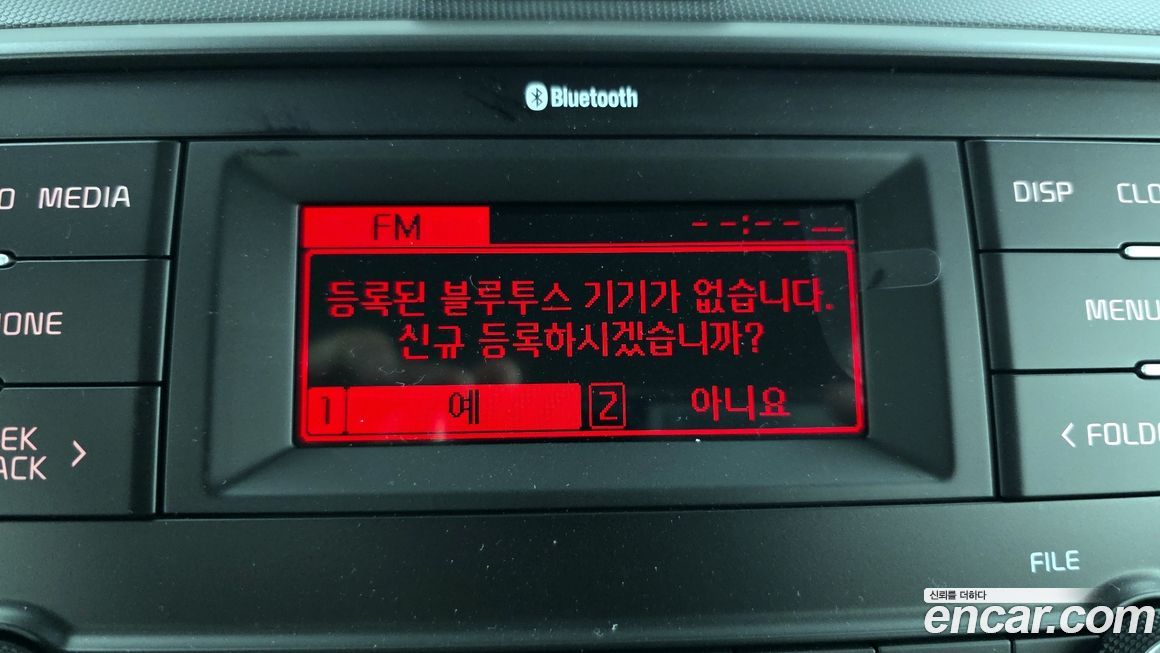 Bluetooth
MEDIA
DISP
FM
--:-- --
등록된 블루투스 기기가 없습니다.
신규 등록하시겠습니까?
MENU
1 예 2 아니요
< FOLD
>
FILE
신뢰를 더하다
encar.com